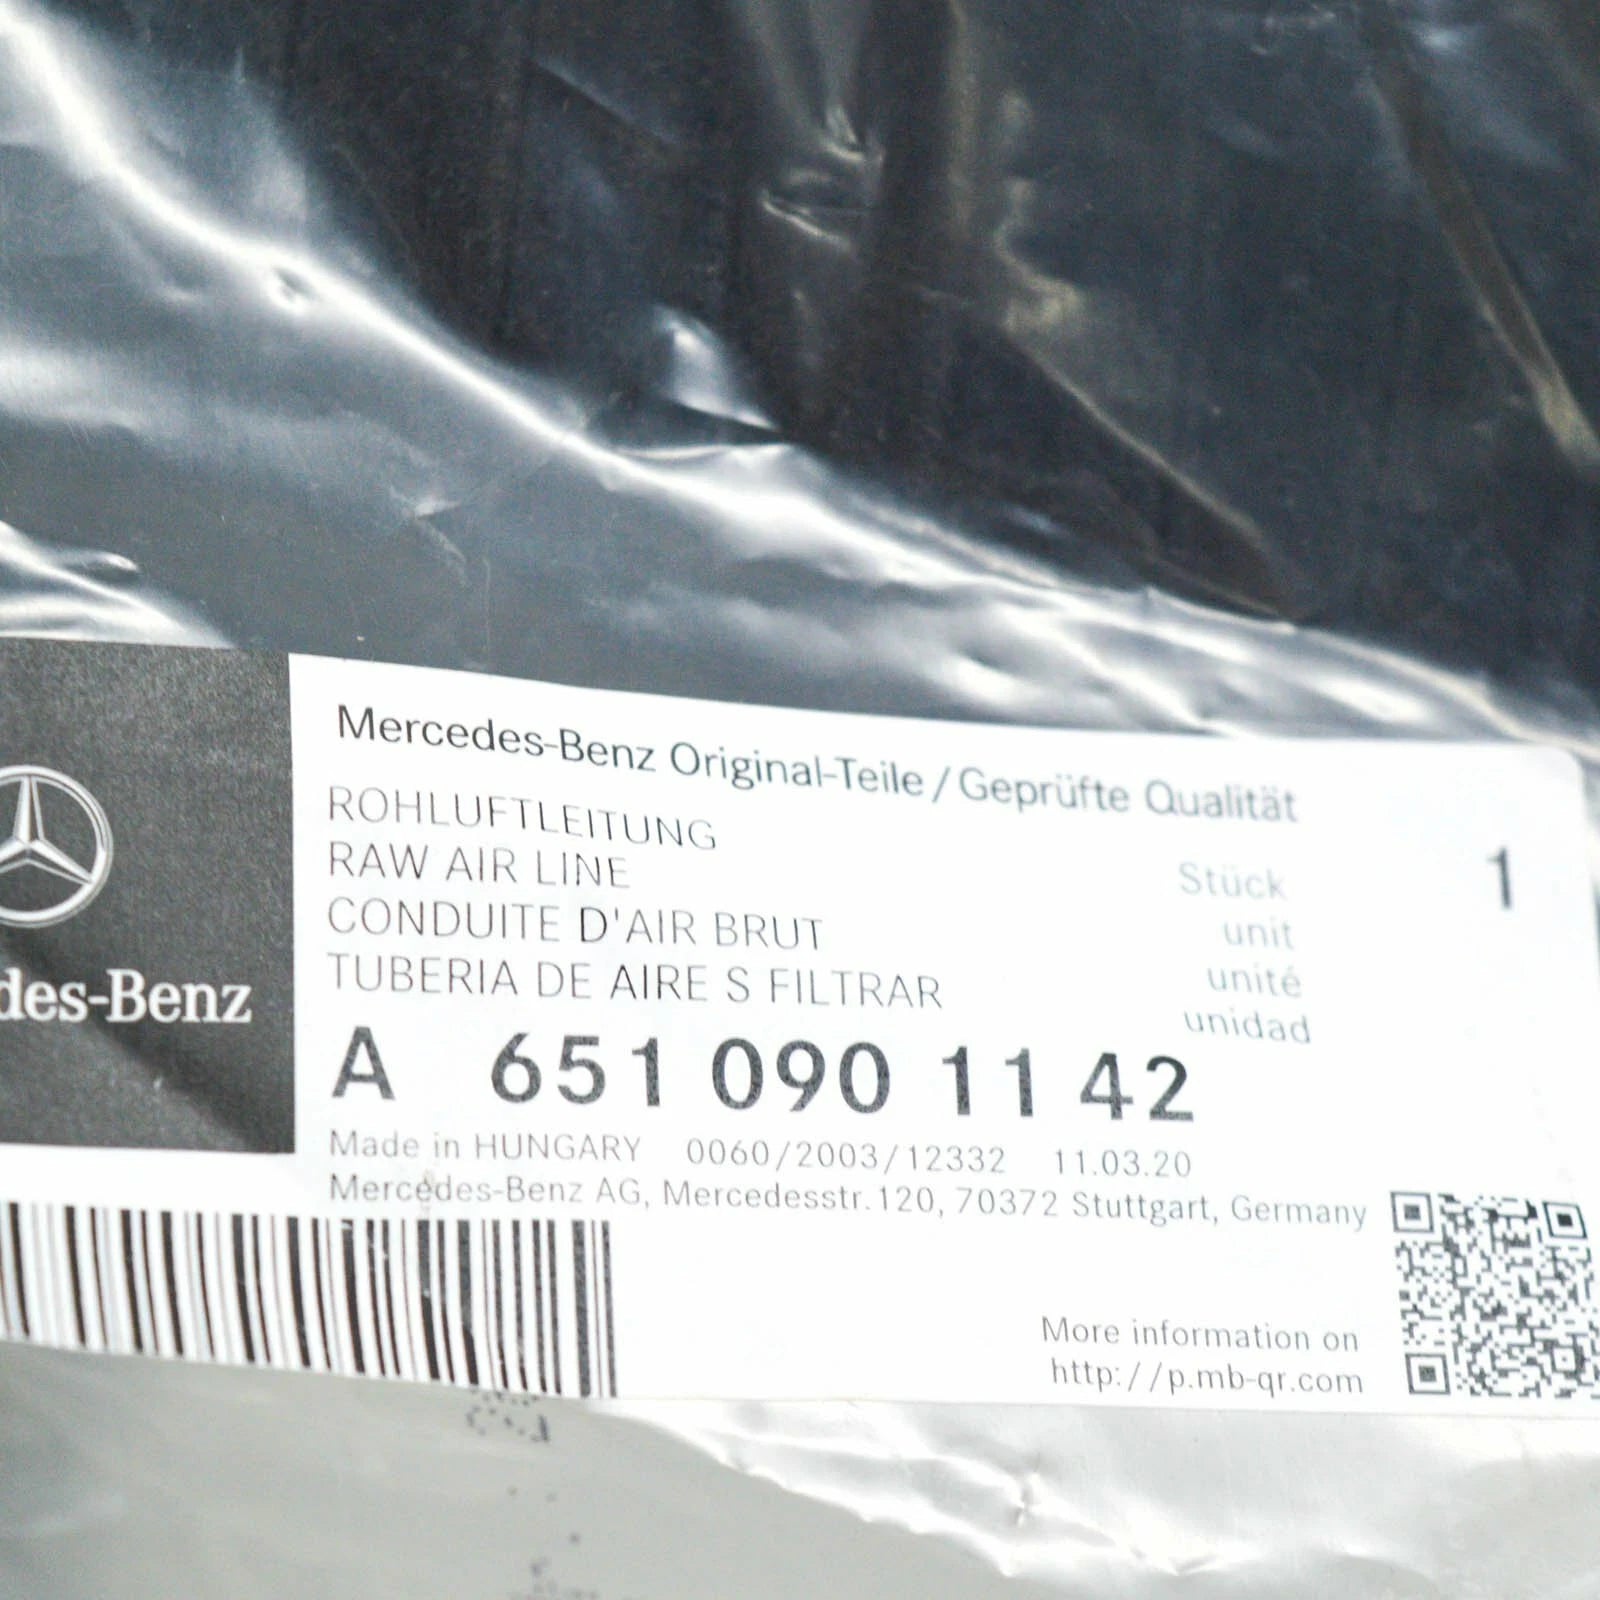 Mercedes-Benz Original-Teile / Geprüfte Qualität
ROHLUFTLEITUNG
RAW AIR LINE
CONDUITE D'AIR BRUT
TUBERIA DE AIRE S FILTRAR
Stück 1
unit
unité
unidad
des-Benz
A 651 090 11 42
Made in HUNGARY 0060/2003/12332 11.03.20
Mercedes-Benz AG, Mercedesstr.120, 70372 Stuttgart, Germany
More information on
http://p.mb-qr.com